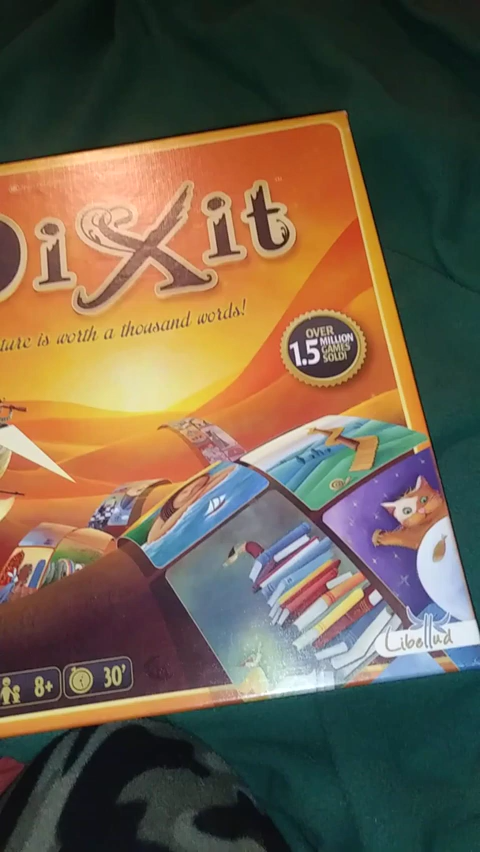 Dixit
ture is worth a thousand words!
OVER
1.5 MILLION
GAMES
SOLD!
Libellud
8+
30'